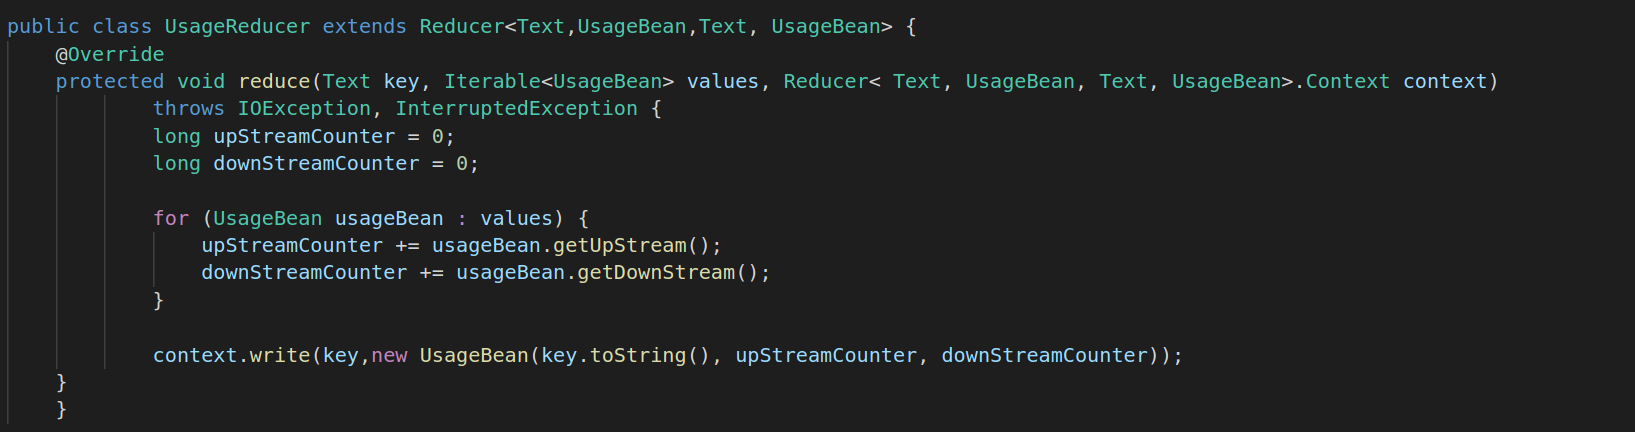 public class UsageReducer extends Reducer<Text,UsageBean,Text, UsageBean> {
    @Override
    protected void reduce(Text key, Iterable<UsageBean> values, Reducer< Text, UsageBean, Text, UsageBean>.Context context)
            throws IOException, InterruptedException {
            long upStreamCounter = 0;
            long downStreamCounter = 0;

            for (UsageBean usageBean : values) {
                upStreamCounter += usageBean.getUpStream();
                downStreamCounter += usageBean.getDownStream();
            }

            context.write(key,new UsageBean(key.toString(), upStreamCounter, downStreamCounter));
    }
    }